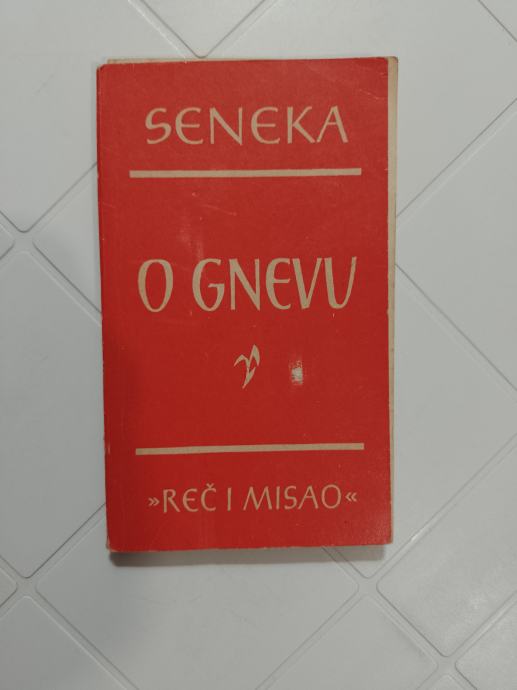 SENEKA
O GNEVU
»REČ I MISAO«